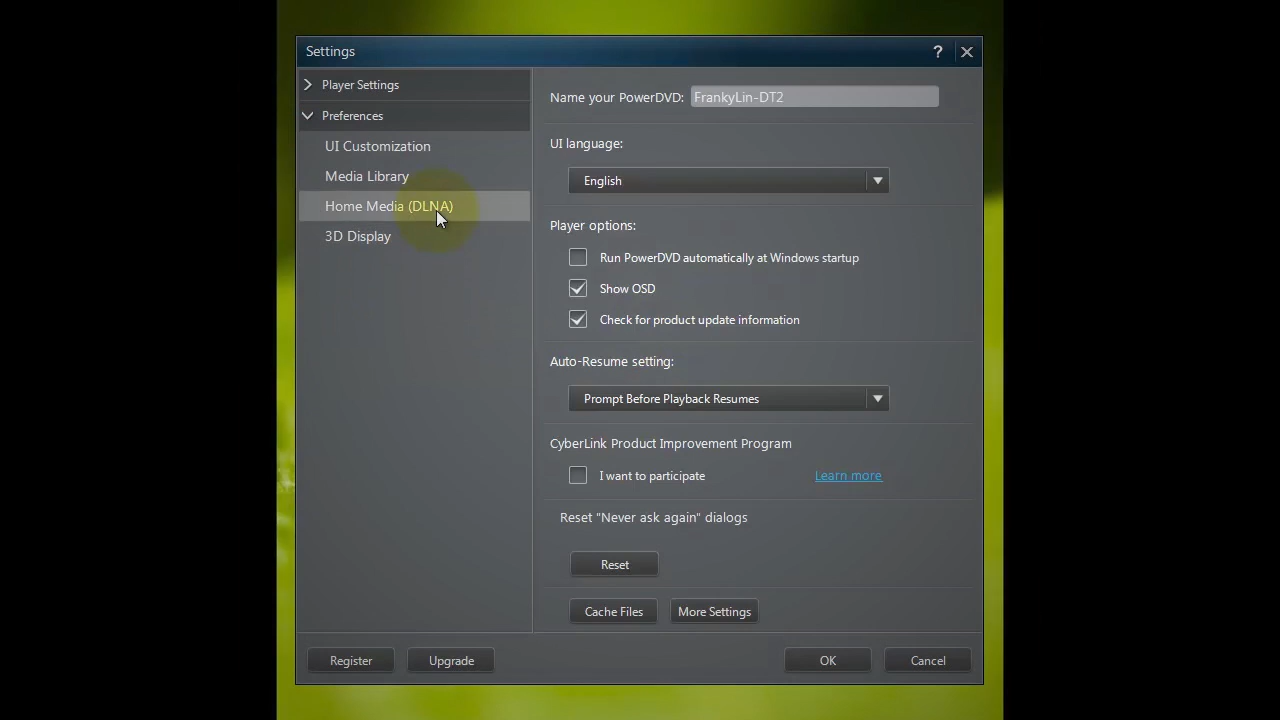 Settings
?
Player Settings
Preferences
UI Customization
Media Library
Home Media (DLNA)
3D Display
Name your PowerDVD: FrankyLin-DT2
UI language:
English
Player options:
Run PowerDVD automatically at Windows startup
Show OSD
Check for product update information
Auto-Resume setting:
Prompt Before Playback Resumes
CyberLink Product Improvement Program
I want to participate Learn more
Reset "Never ask again" dialogs
Reset
Cache Files More Settings
Register Upgrade OK Cancel